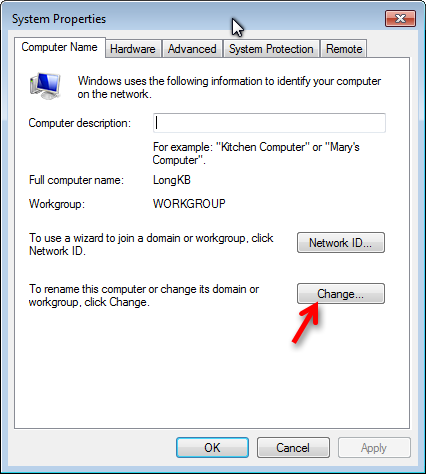 System Properties
Computer Name Hardware Advanced System Protection Remote
Windows uses the following information to identify your computer
on the network.
Computer description:
For example: "Kitchen Computer" or "Mary's
Computer".
Full computer name: LongKB
Workgroup: WORKGROUP
To use a wizard to join a domain or workgroup, click
Network ID.
Network ID...
To rename this computer or change its domain or
workgroup, click Change.
Change...
OK Cancel Apply